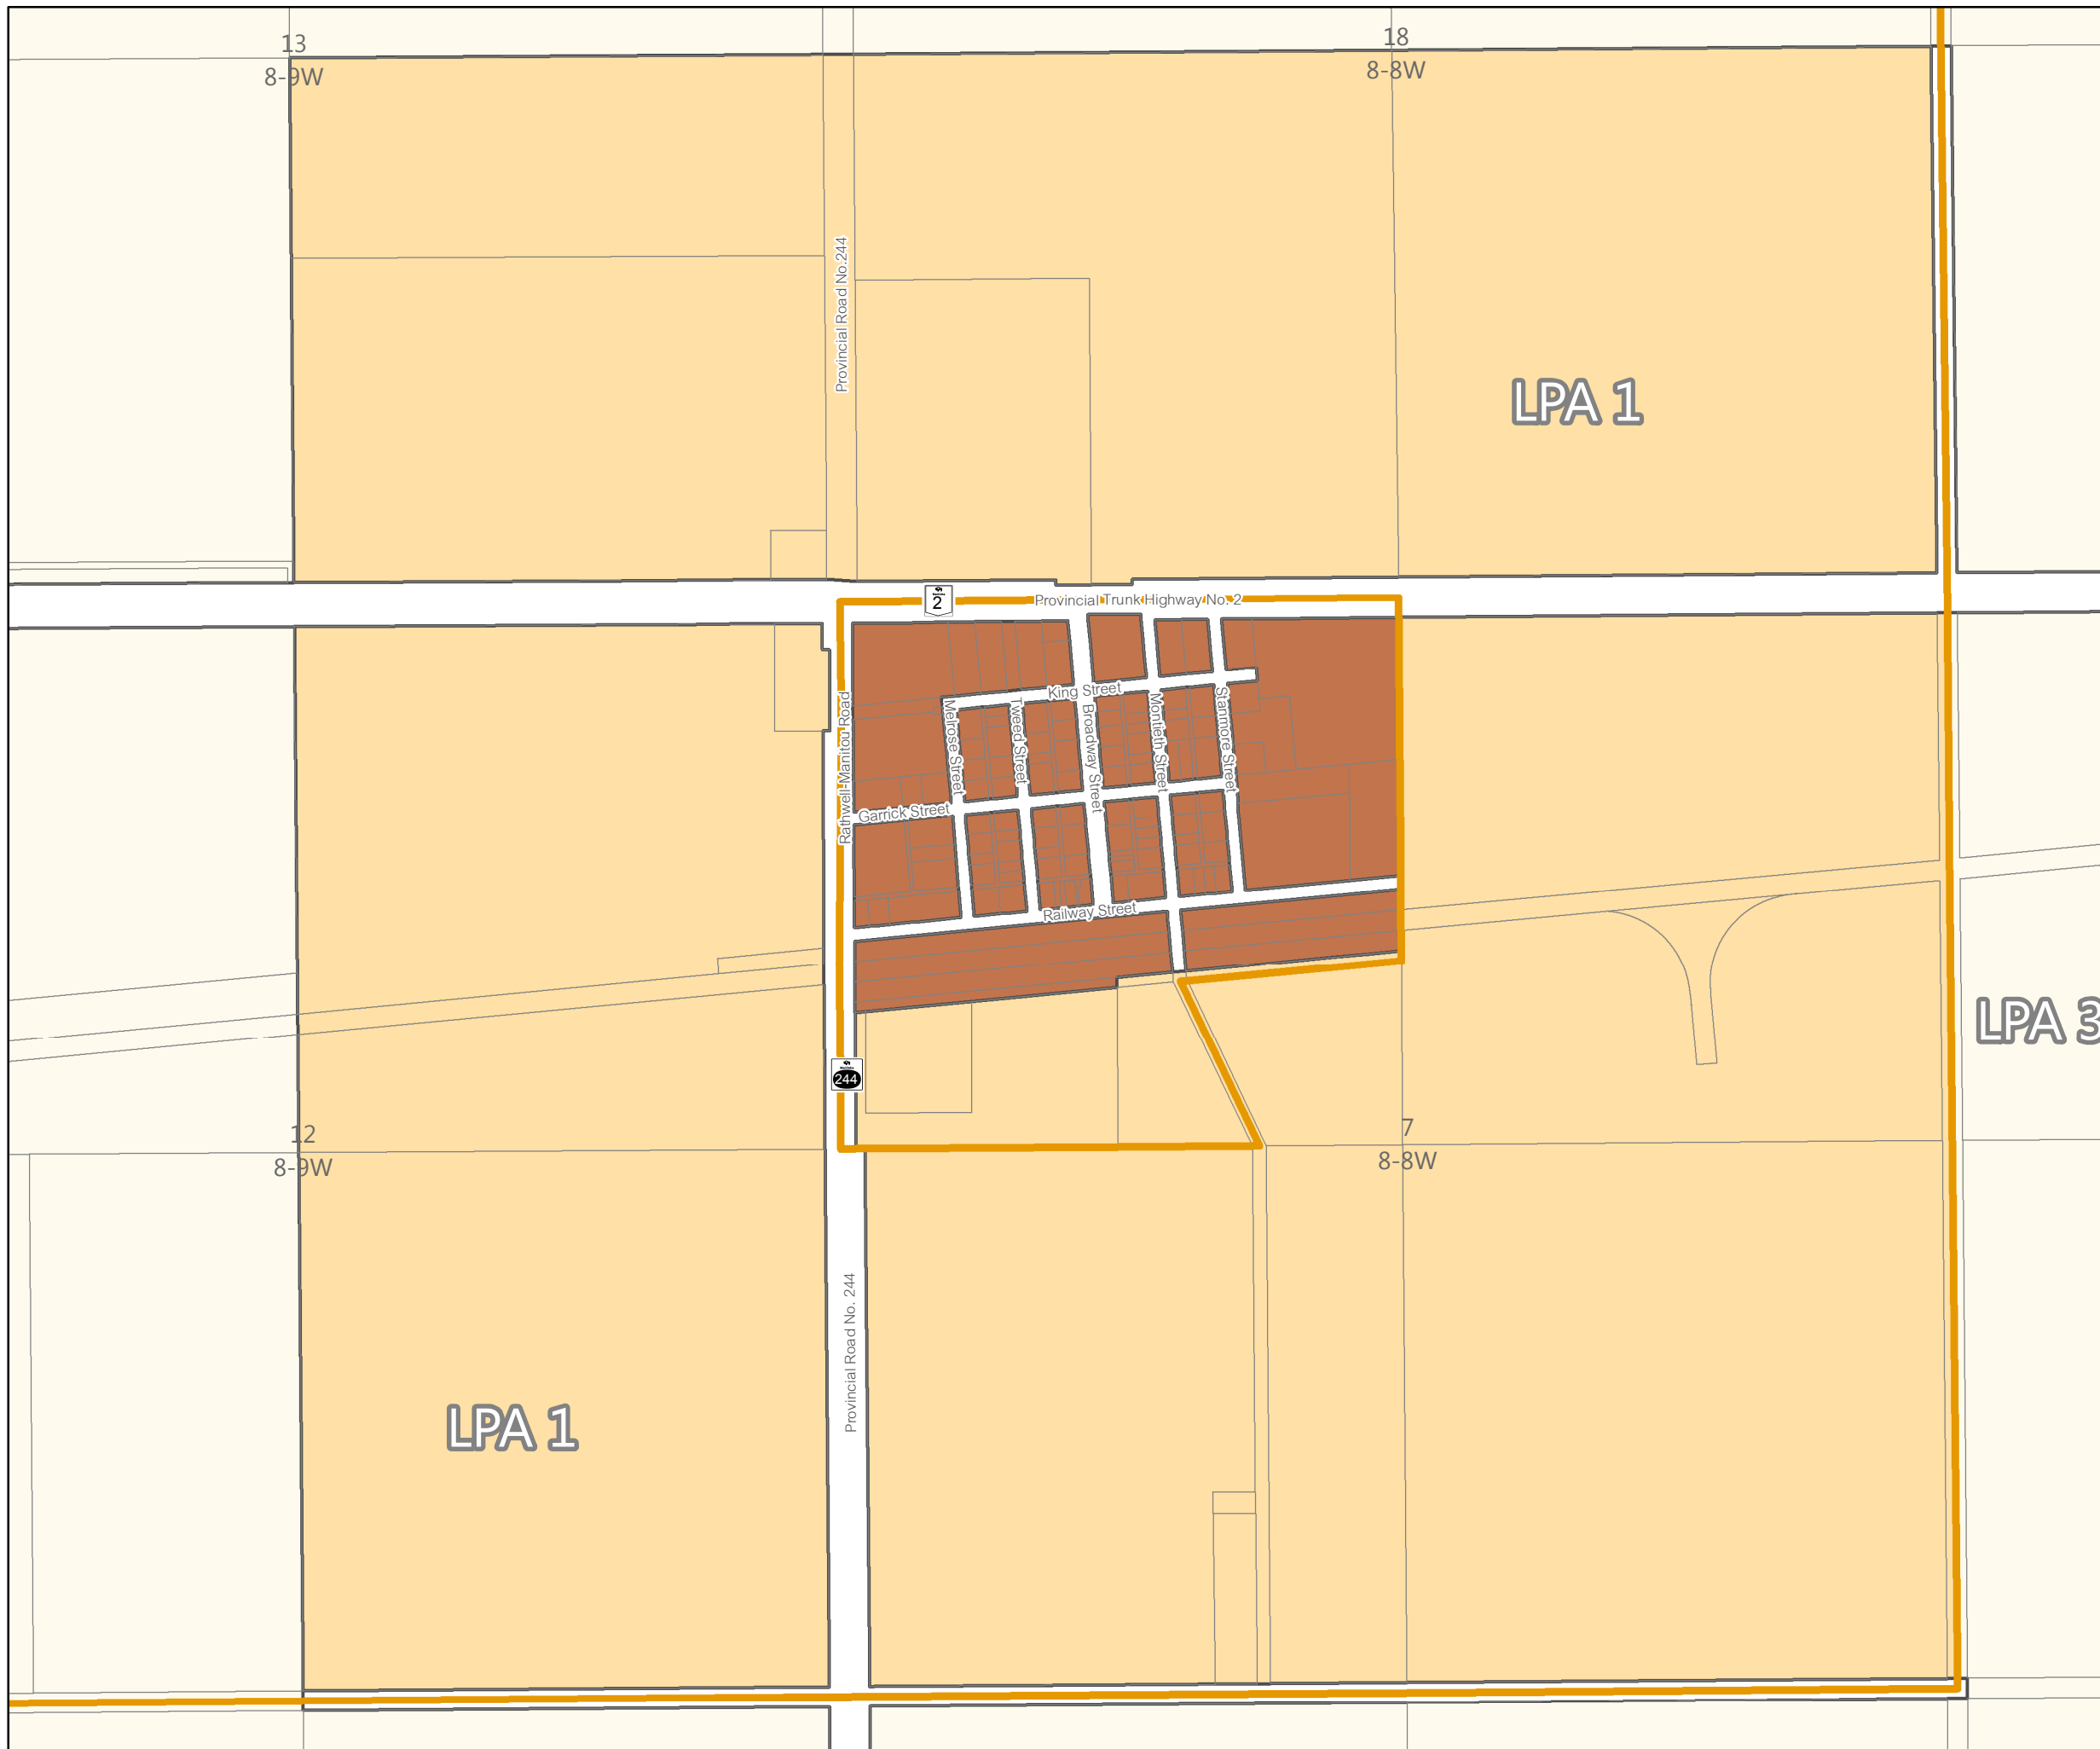 13
8-9W
18
8-8W
Provincial Road No.244
LPA 1
2
Provincial Trunk Highway No. 2
King Street
Rathwell-Manitou Road
Melrose Street
Tweed Street
Broadway Street
Montieth Street
Stanmore Street
Garrick Street
Railway Street
LPA 3
244
12
8-9W
7
8-8W
Provincial Road No. 244
LPA 1